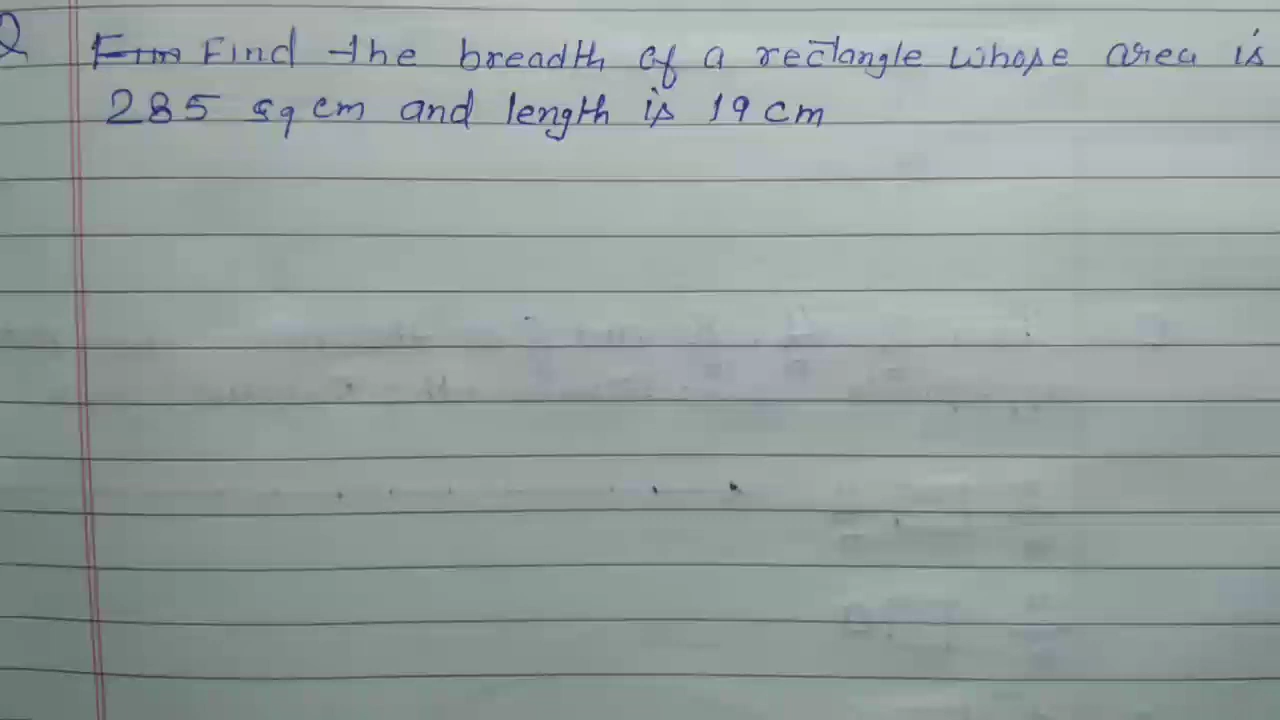 Q Find the breadth of a rectangle whose area is
285 sq cm and length is 19 cm